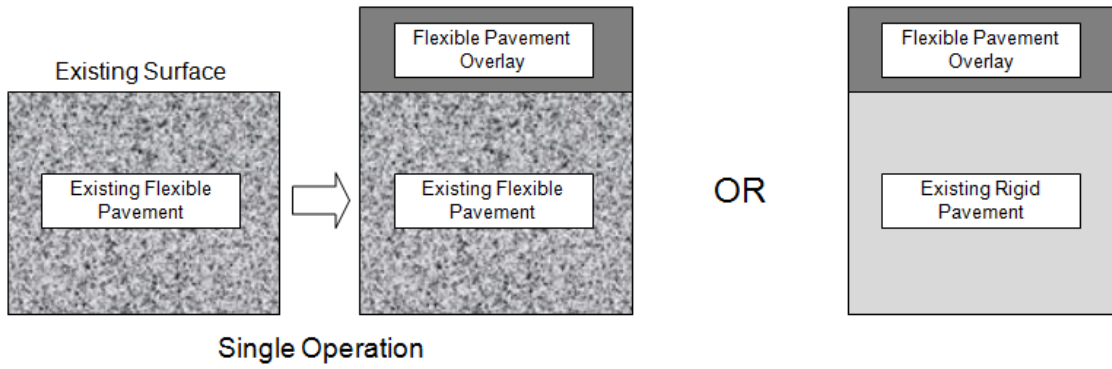 Existing Surface
Existing Flexible
Pavement
Flexible Pavement
Overlay
Existing Flexible
Pavement
Single Operation
OR
Flexible Pavement
Overlay
Existing Rigid
Pavement